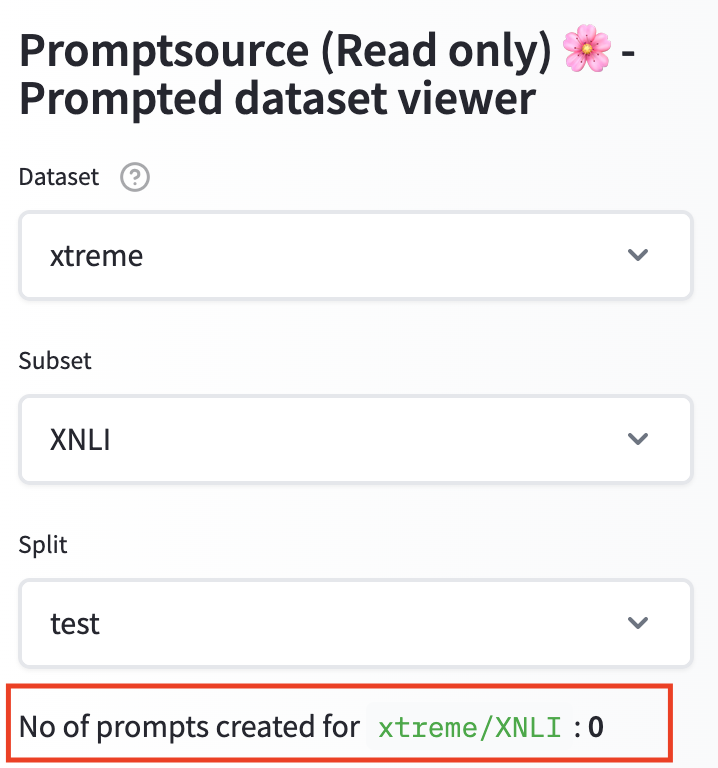 Promptsource (Read only) 🌸 -
Prompted dataset viewer
Dataset ?
xtreme
Subset
XNLI
Split
test
No of prompts created for xtreme/XNLI : 0